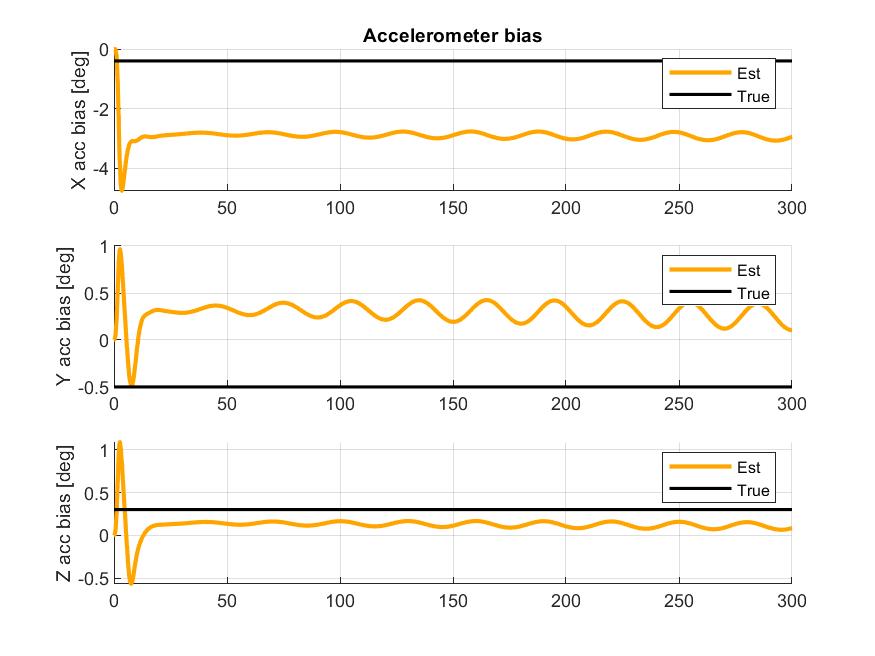 Accelerometer bias
X acc bias [deg]
0
-2
-4
Est
True
0 50 100 150 200 250 300
Y acc bias [deg]
1
0.5
0
-0.5
Est
True
0 50 100 150 200 250 300
Z acc bias [deg]
1
0.5
0
-0.5
Est
True
0 50 100 150 200 250 300